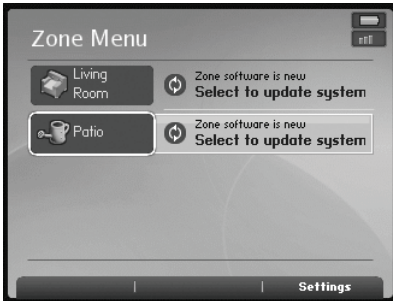 Zone Menu
Living
Room
Zone software is new
Select to update system
Patio
Zone software is new
Select to update system
Settings